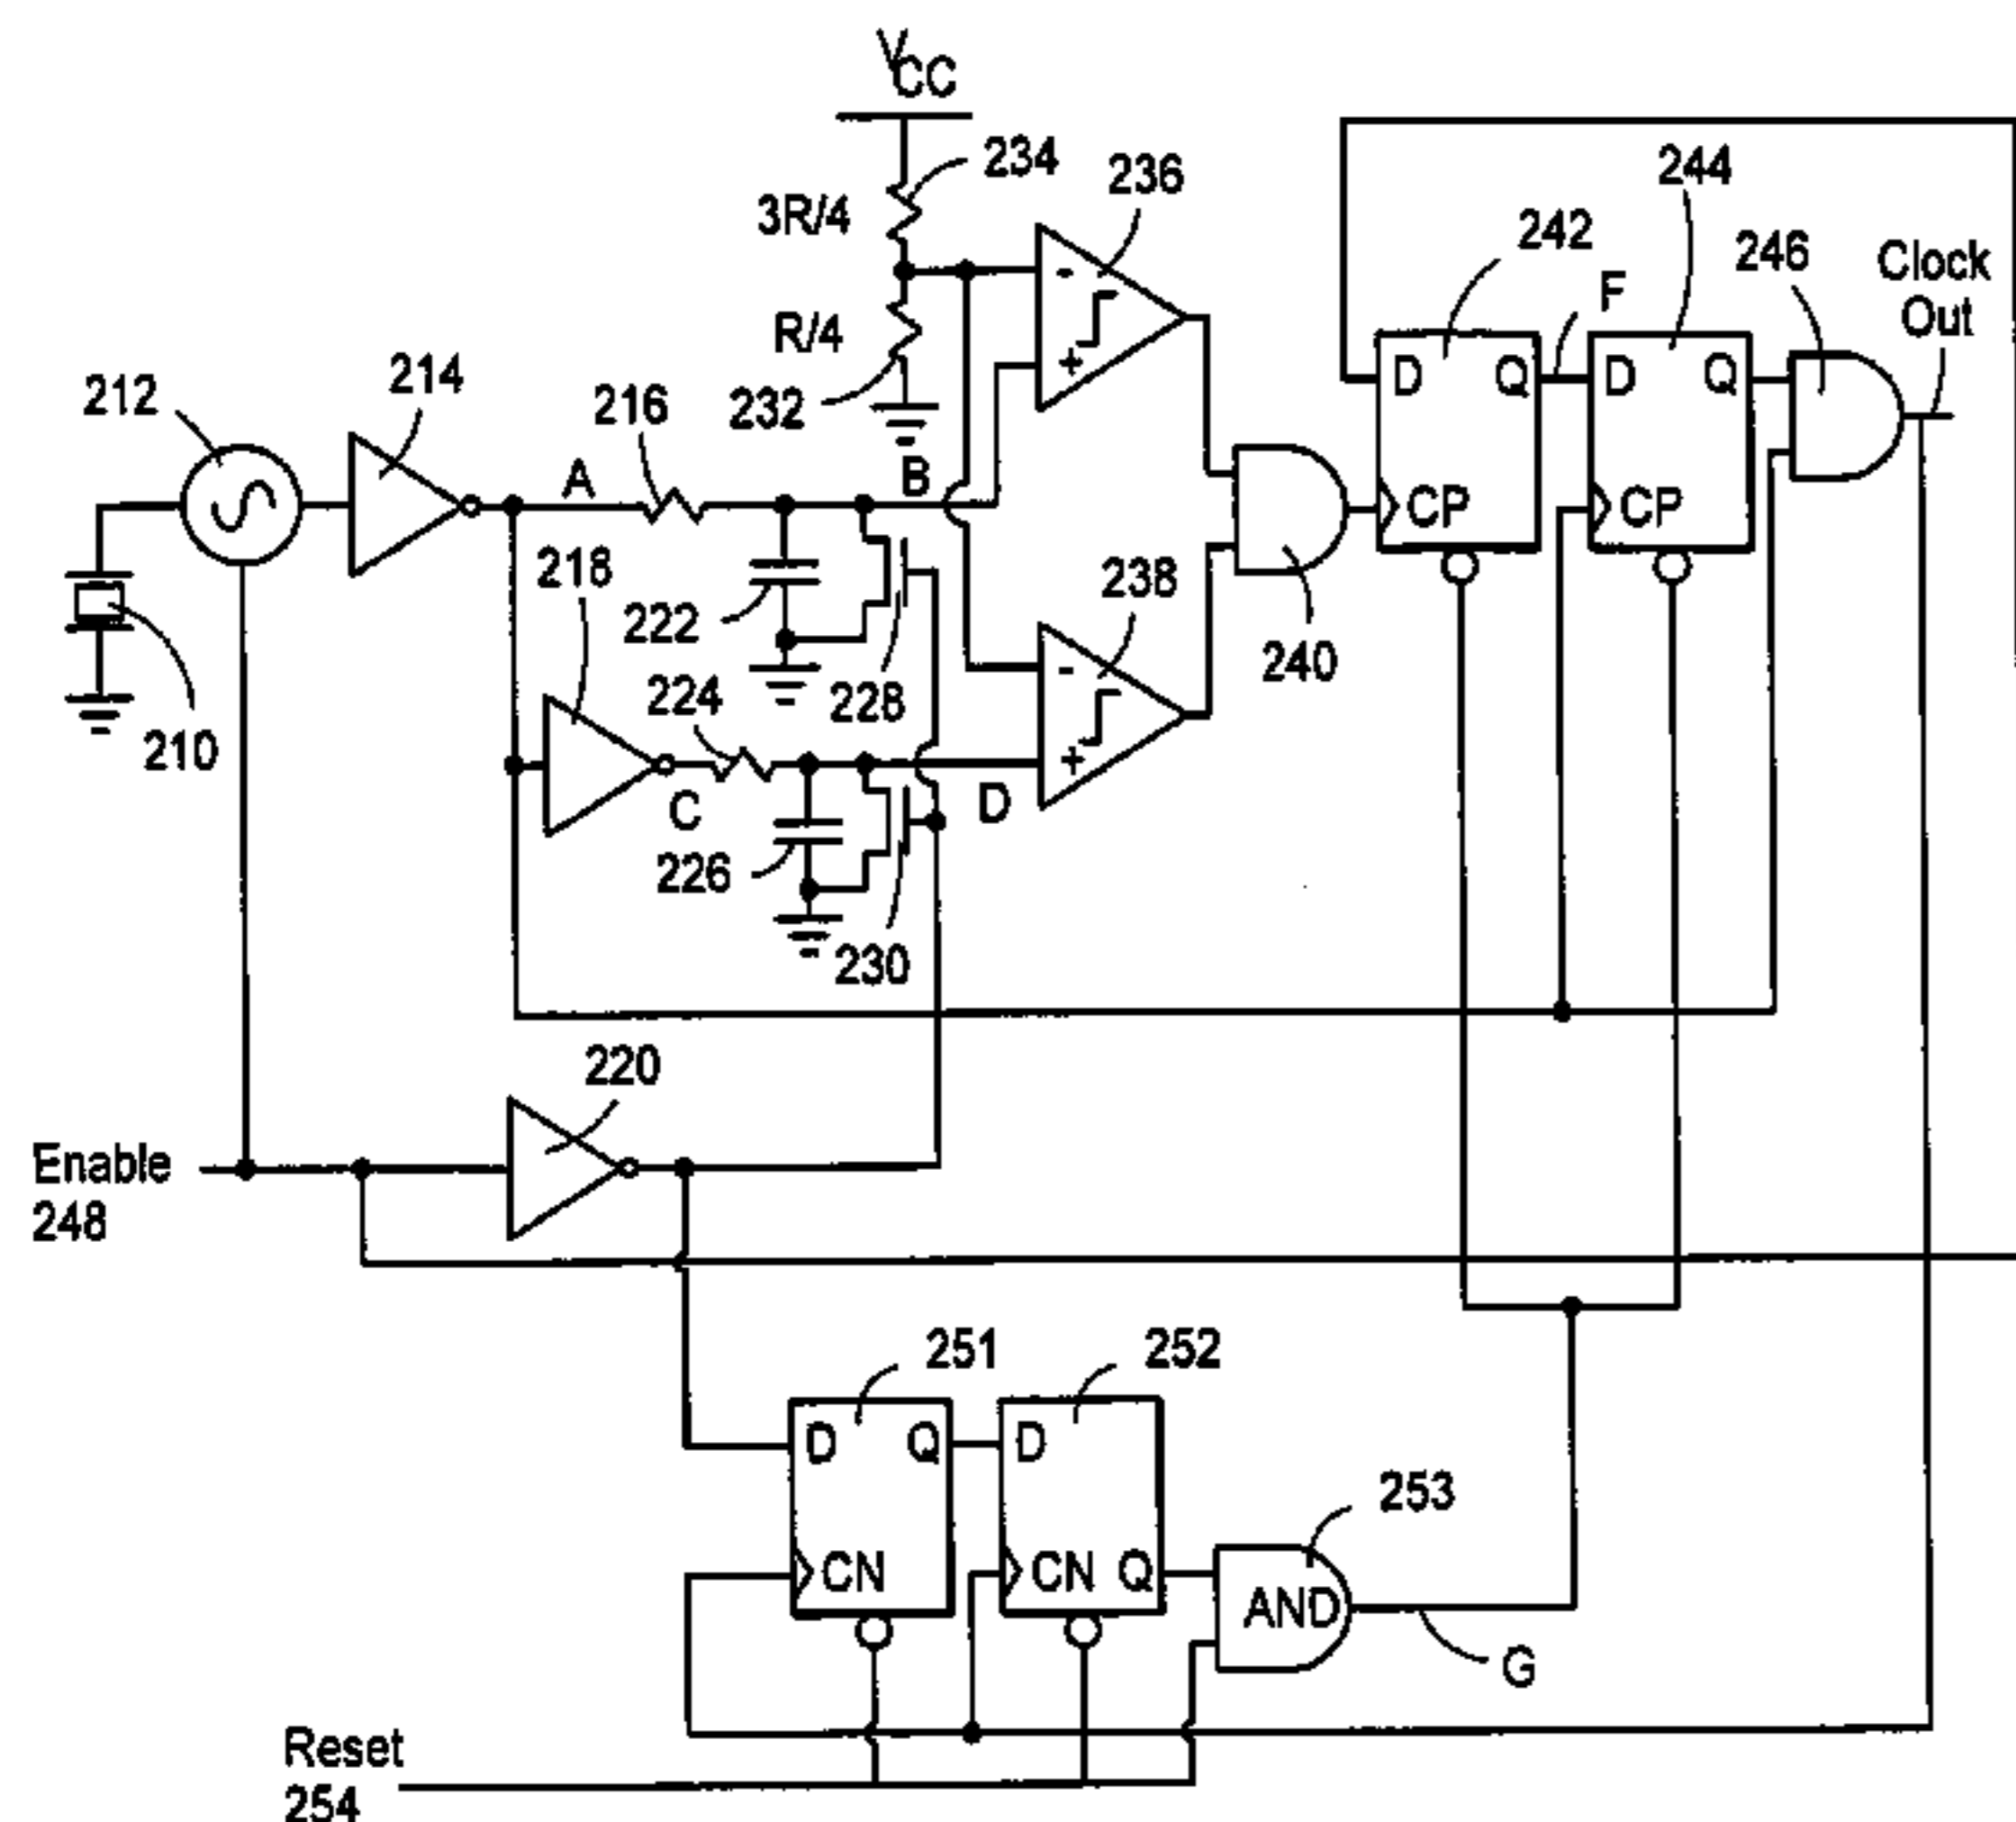 VCC
234
236
244
3R/4
242
246
Clock
Out
F
R/4
214
212
216
232
D
Q
D
Q
-
+
A
B
CP
CP
218
238
222
240
224
228
-
+
210
C
D
226
230
220
Enable
248
251
252
D
Q
D
253
CN
CN
Q
AND
G
Reset
254